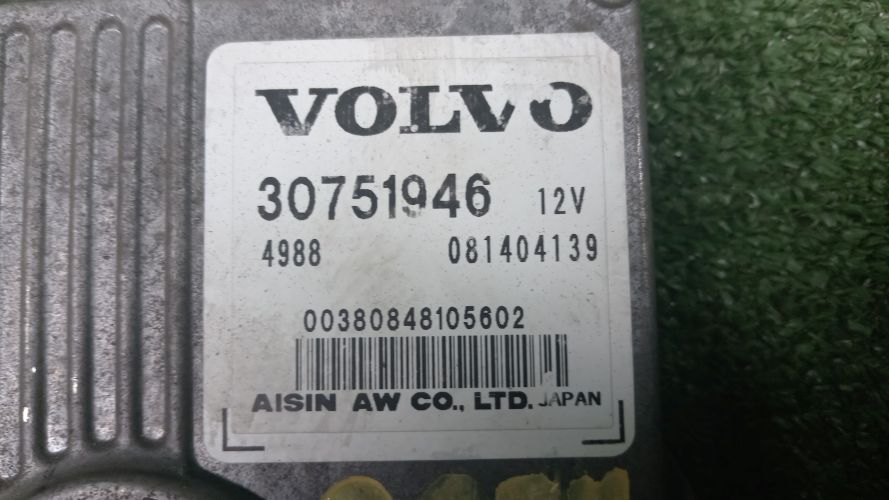 VOLVO
30751946 12V
4988 081404139
00380848105602
AISIN AW CO., LTD. JAPAN